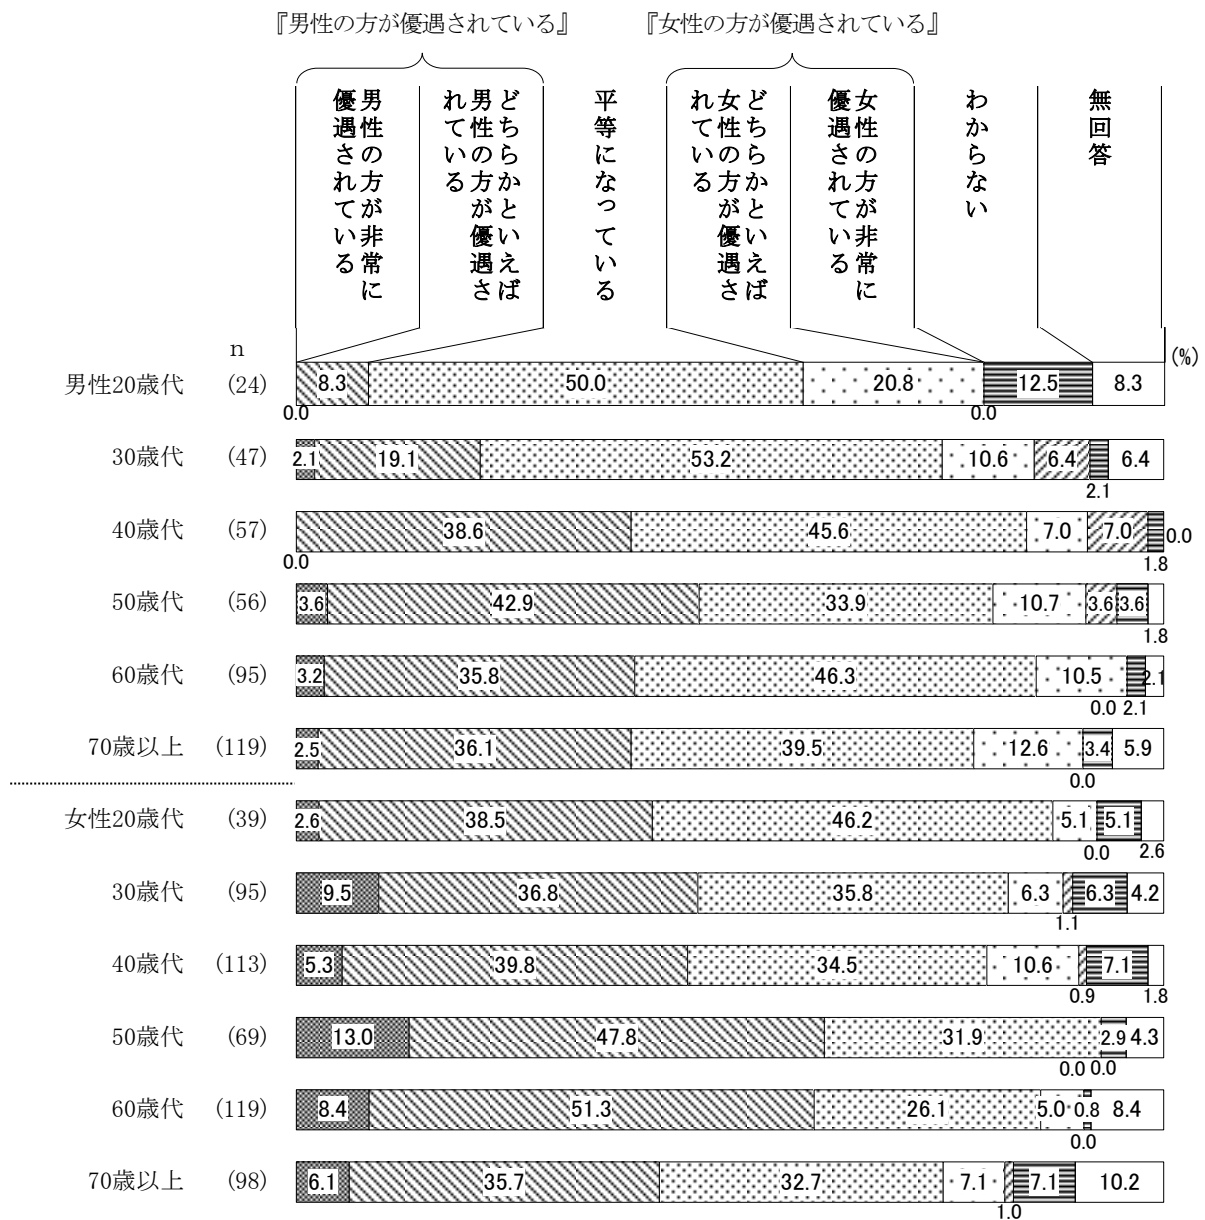 『男性の方が優遇されている』 『女性の方が優遇されている』
男性の方が非常に
優遇されている
どちらかといえば
男性の方が優遇さ
れている
平等になっている
どちらかといえば
女性の方が優遇さ
れている
女性の方が非常に
優遇されている
わからない
無回答
n
(%)
男性20歳代 (24) 8.3 50.0 20.8 12.5 8.3
0.0 0.0
30歳代 (47) 2.1 19.1 53.2 10.6 6.4 6.4
2.1
40歳代 (57) 38.6 45.6 7.0 7.0 0.0
0.0 1.8
50歳代 (56) 3.6 42.9 33.9 10.7 3.6 3.6
1.8
60歳代 (95) 3.2 35.8 46.3 10.5 2.1
0.0 2.1
70歳以上 (119) 2.5 36.1 39.5 12.6 3.4 5.9
0.0
女性20歳代 (39) 2.6 38.5 46.2 5.1 5.1
0.0 2.6
30歳代 (95) 9.5 36.8 35.8 6.3 6.3 4.2
1.1
40歳代 (113) 5.3 39.8 34.5 10.6 7.1
0.9 1.8
50歳代 (69) 13.0 47.8 31.9 2.9 4.3
0.0 0.0
60歳代 (119) 8.4 51.3 26.1 5.0 0.8 8.4
0.0
70歳以上 (98) 6.1 35.7 32.7 7.1 7.1 10.2
1.0